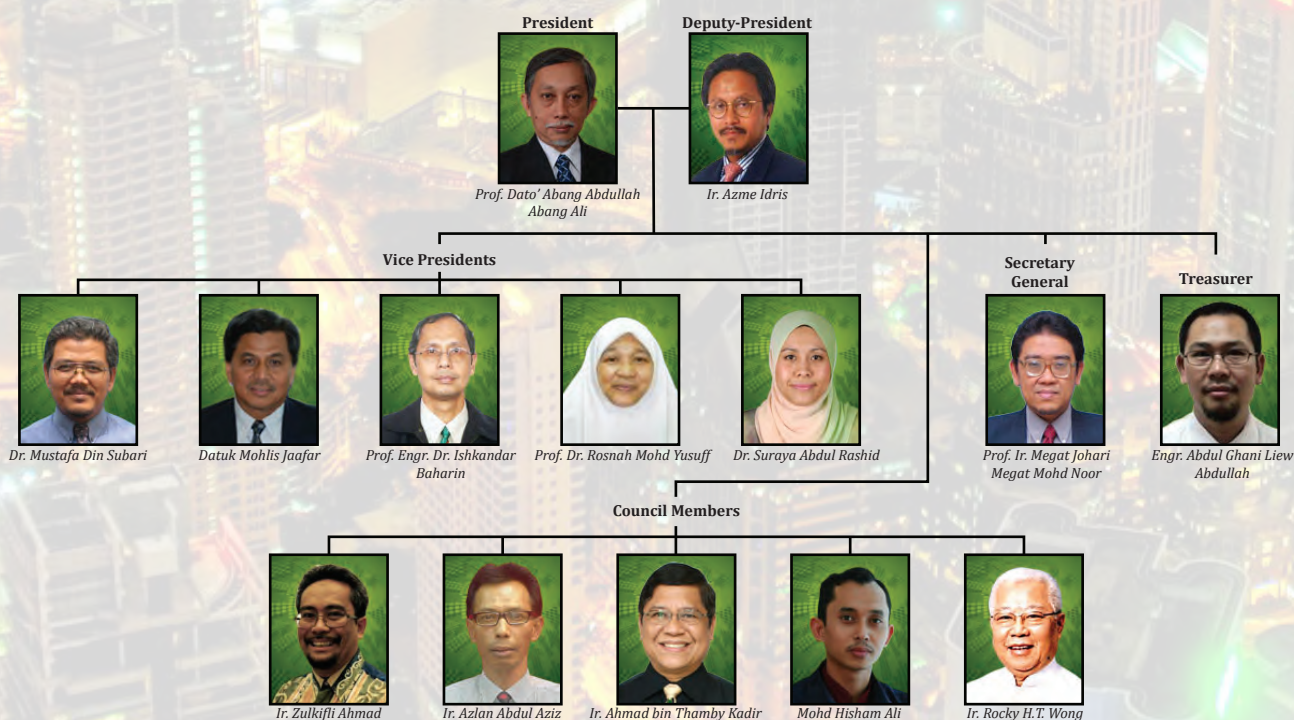 President
Deputy-President
Prof. Dato’ Abang Abdullah
Abang Ali
Ir. Azme Idris
Vice Presidents
Secretary
General
Treasurer
Dr. Mustafa Din Subari
Datuk Mohlis Jaafar
Prof. Engr. Dr. Ishkandar
Baharin
Prof. Dr. Rosnah Mohd Yusuff
Dr. Suraya Abdul Rashid
Prof. Ir. Megat Johari
Megat Mohd Noor
Engr. Abdul Ghani Liew
Abdullah
Council Members
Ir. Zulkifli Ahmad
Ir. Azlan Abdul Aziz
Ir. Ahmad bin Thamby Kadir
Mohd Hisham Ali
Ir. Rocky H.T. Wong